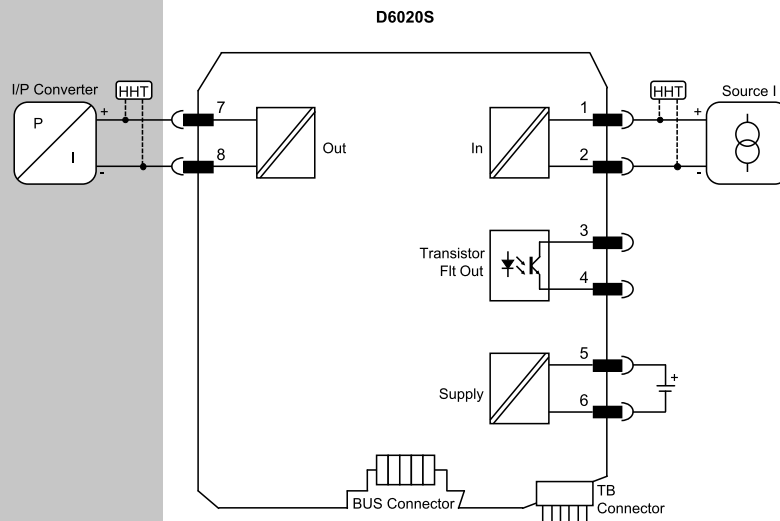 D6020S
I/P Converter
HHT
HHT
Source I
+
7
1
+
P
I
Out
In
-
8
2
-
3
Transistor
Flt Out
4
5
+
Supply
6
BUS Connector
TB
Connector